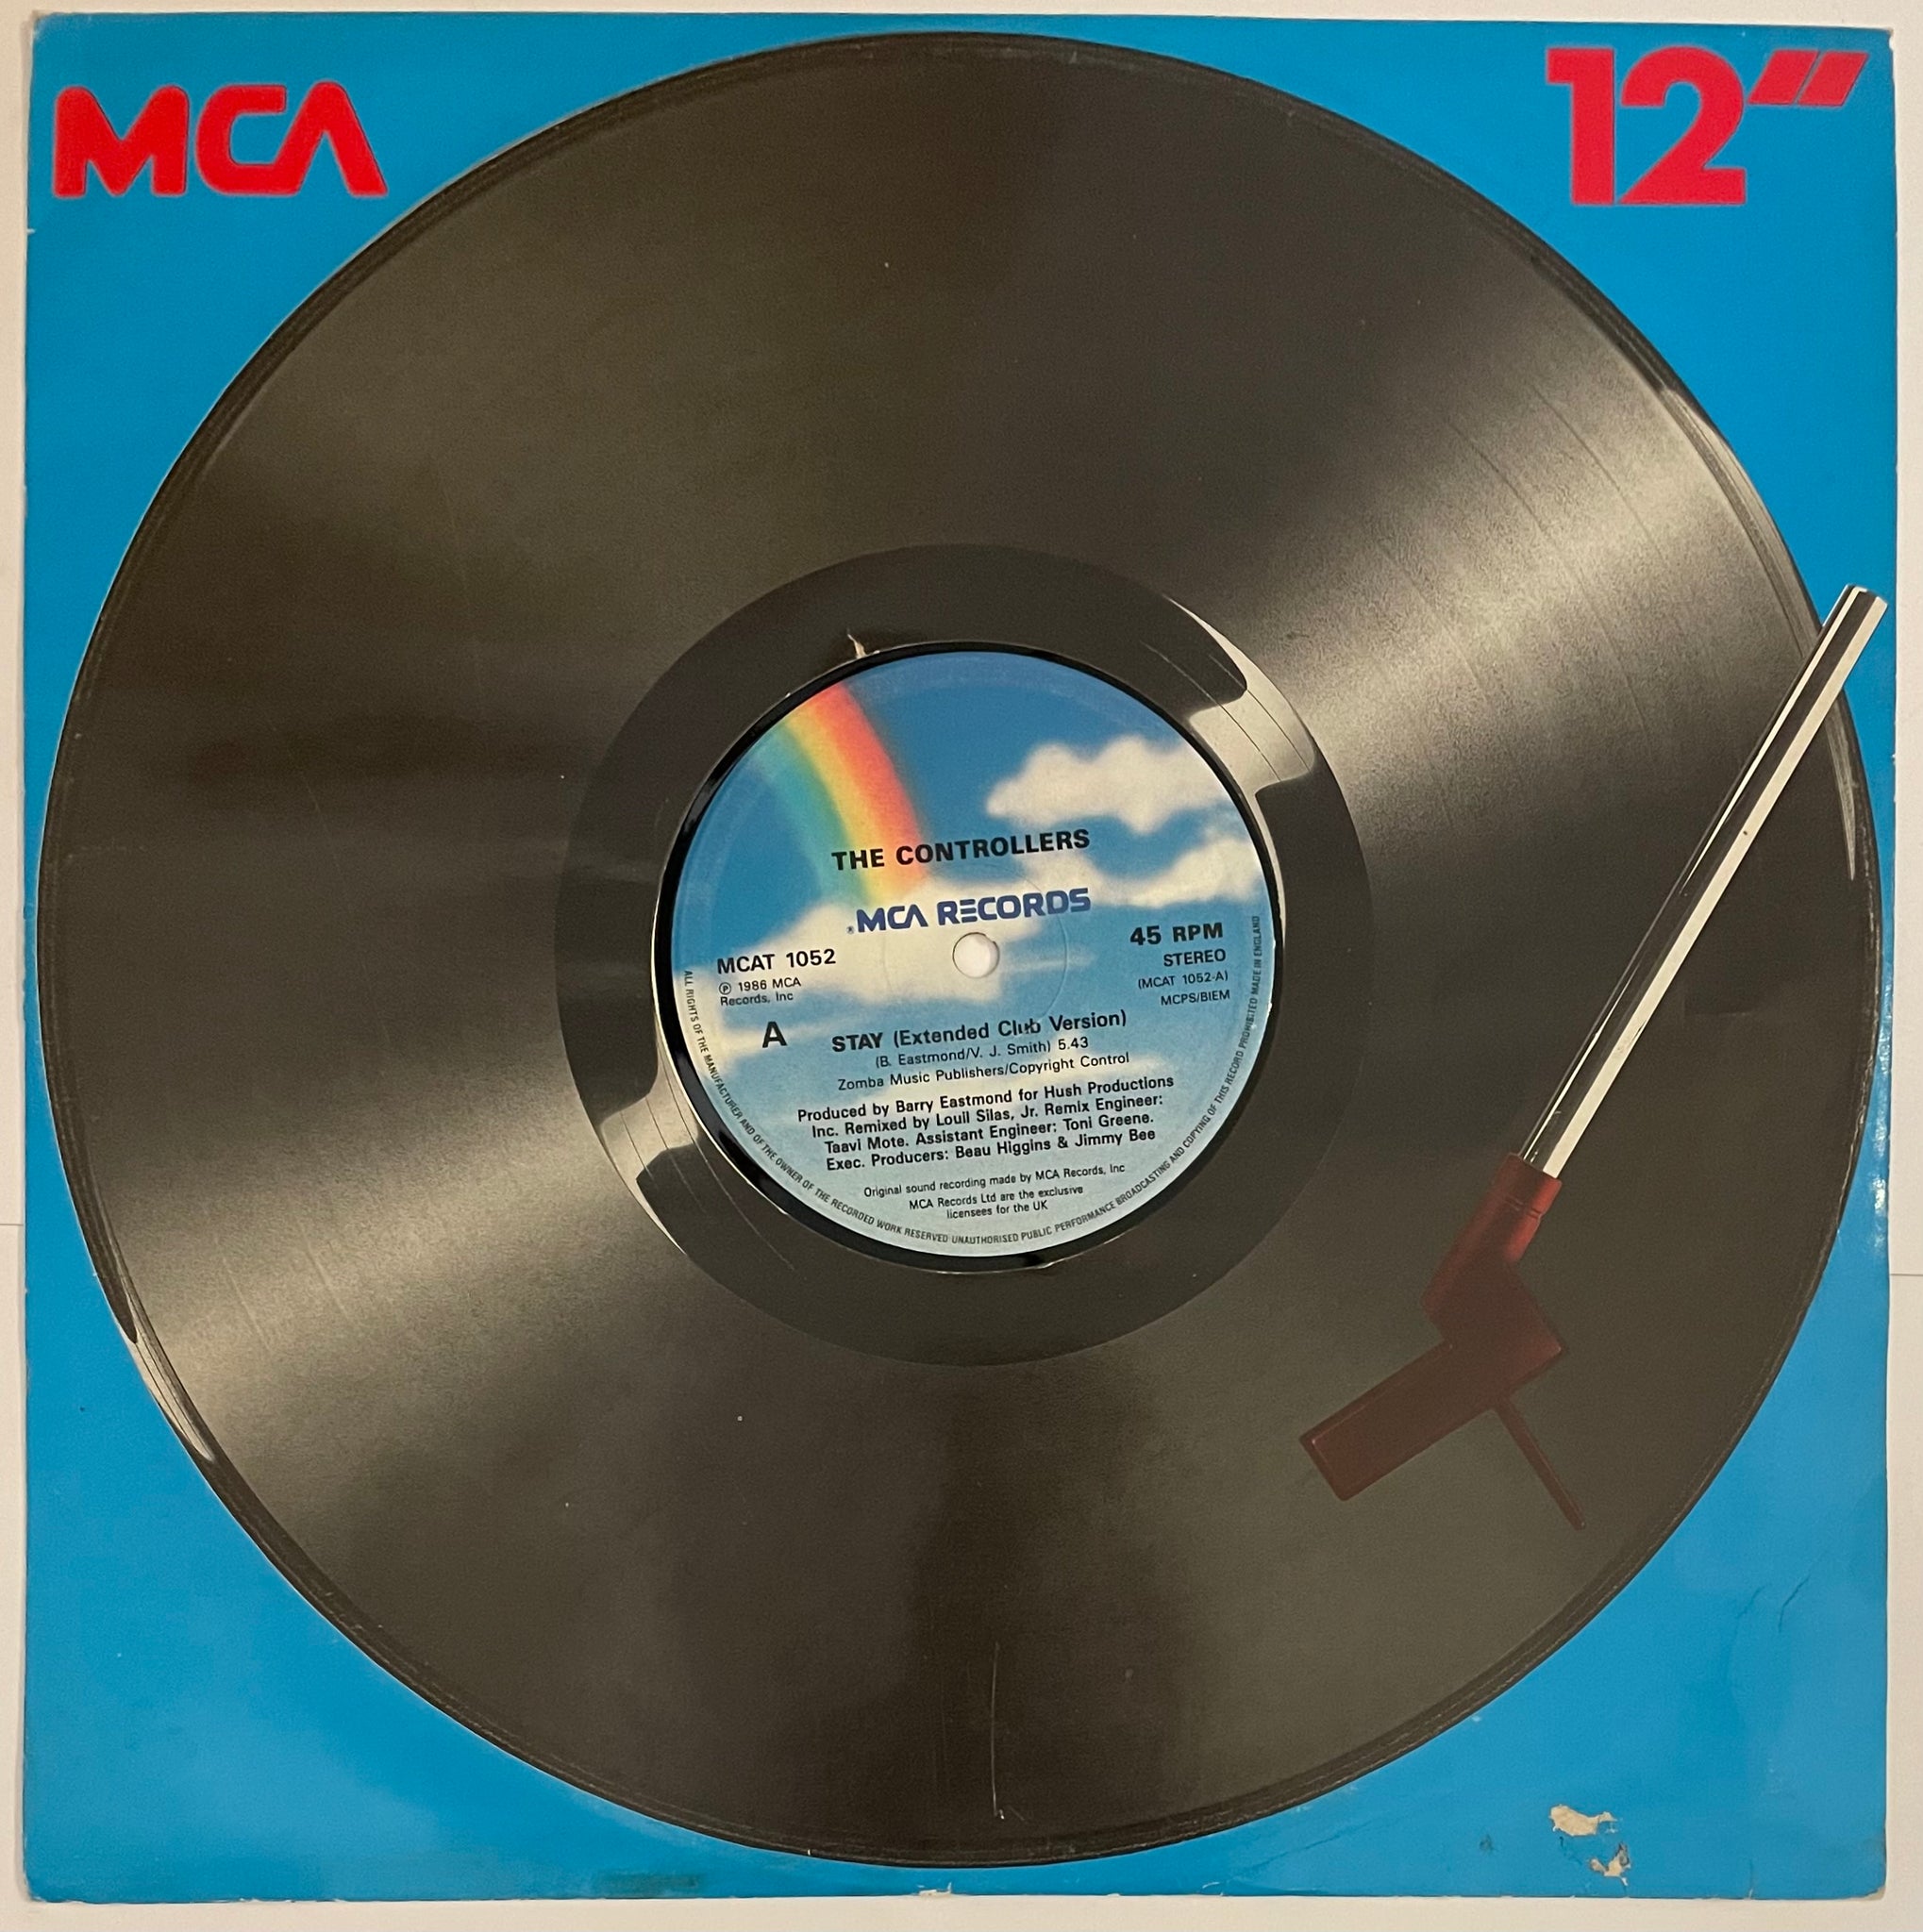 MCA
12"
THE CONTROLLERS
®MCA RECORDS
MCAT 1052
℗ 1986 MCA
Records, Inc
45 RPM
STEREO
(MCAT 1052-A)
MCPS/BIEM
A
STAY (Extended Club Version)
(B. Eastmond/V. J. Smith) 5.43
Zomba Music Publishers/Copyright Control
Produced by Barry Eastmond for Hush Productions
Inc. Remixed by Louil Silas, Jr. Remix Engineer:
Taavi Mote. Assistant Engineer: Toni Greene.
Exec. Producers: Beau Higgins & Jimmy Bee
Original sound recording made by MCA Records, Inc
MCA Records Ltd are the exclusive
licensees for the UK
ALL RIGHTS OF THE MANUFACTURER AND OF THE OWNER OF THE RECORDED WORK RESERVED UNAUTHORISED PUBLIC PERFORMANCE BROADCASTING AND COPYING OF THIS RECORD PROHIBITED MADE IN ENGLAND